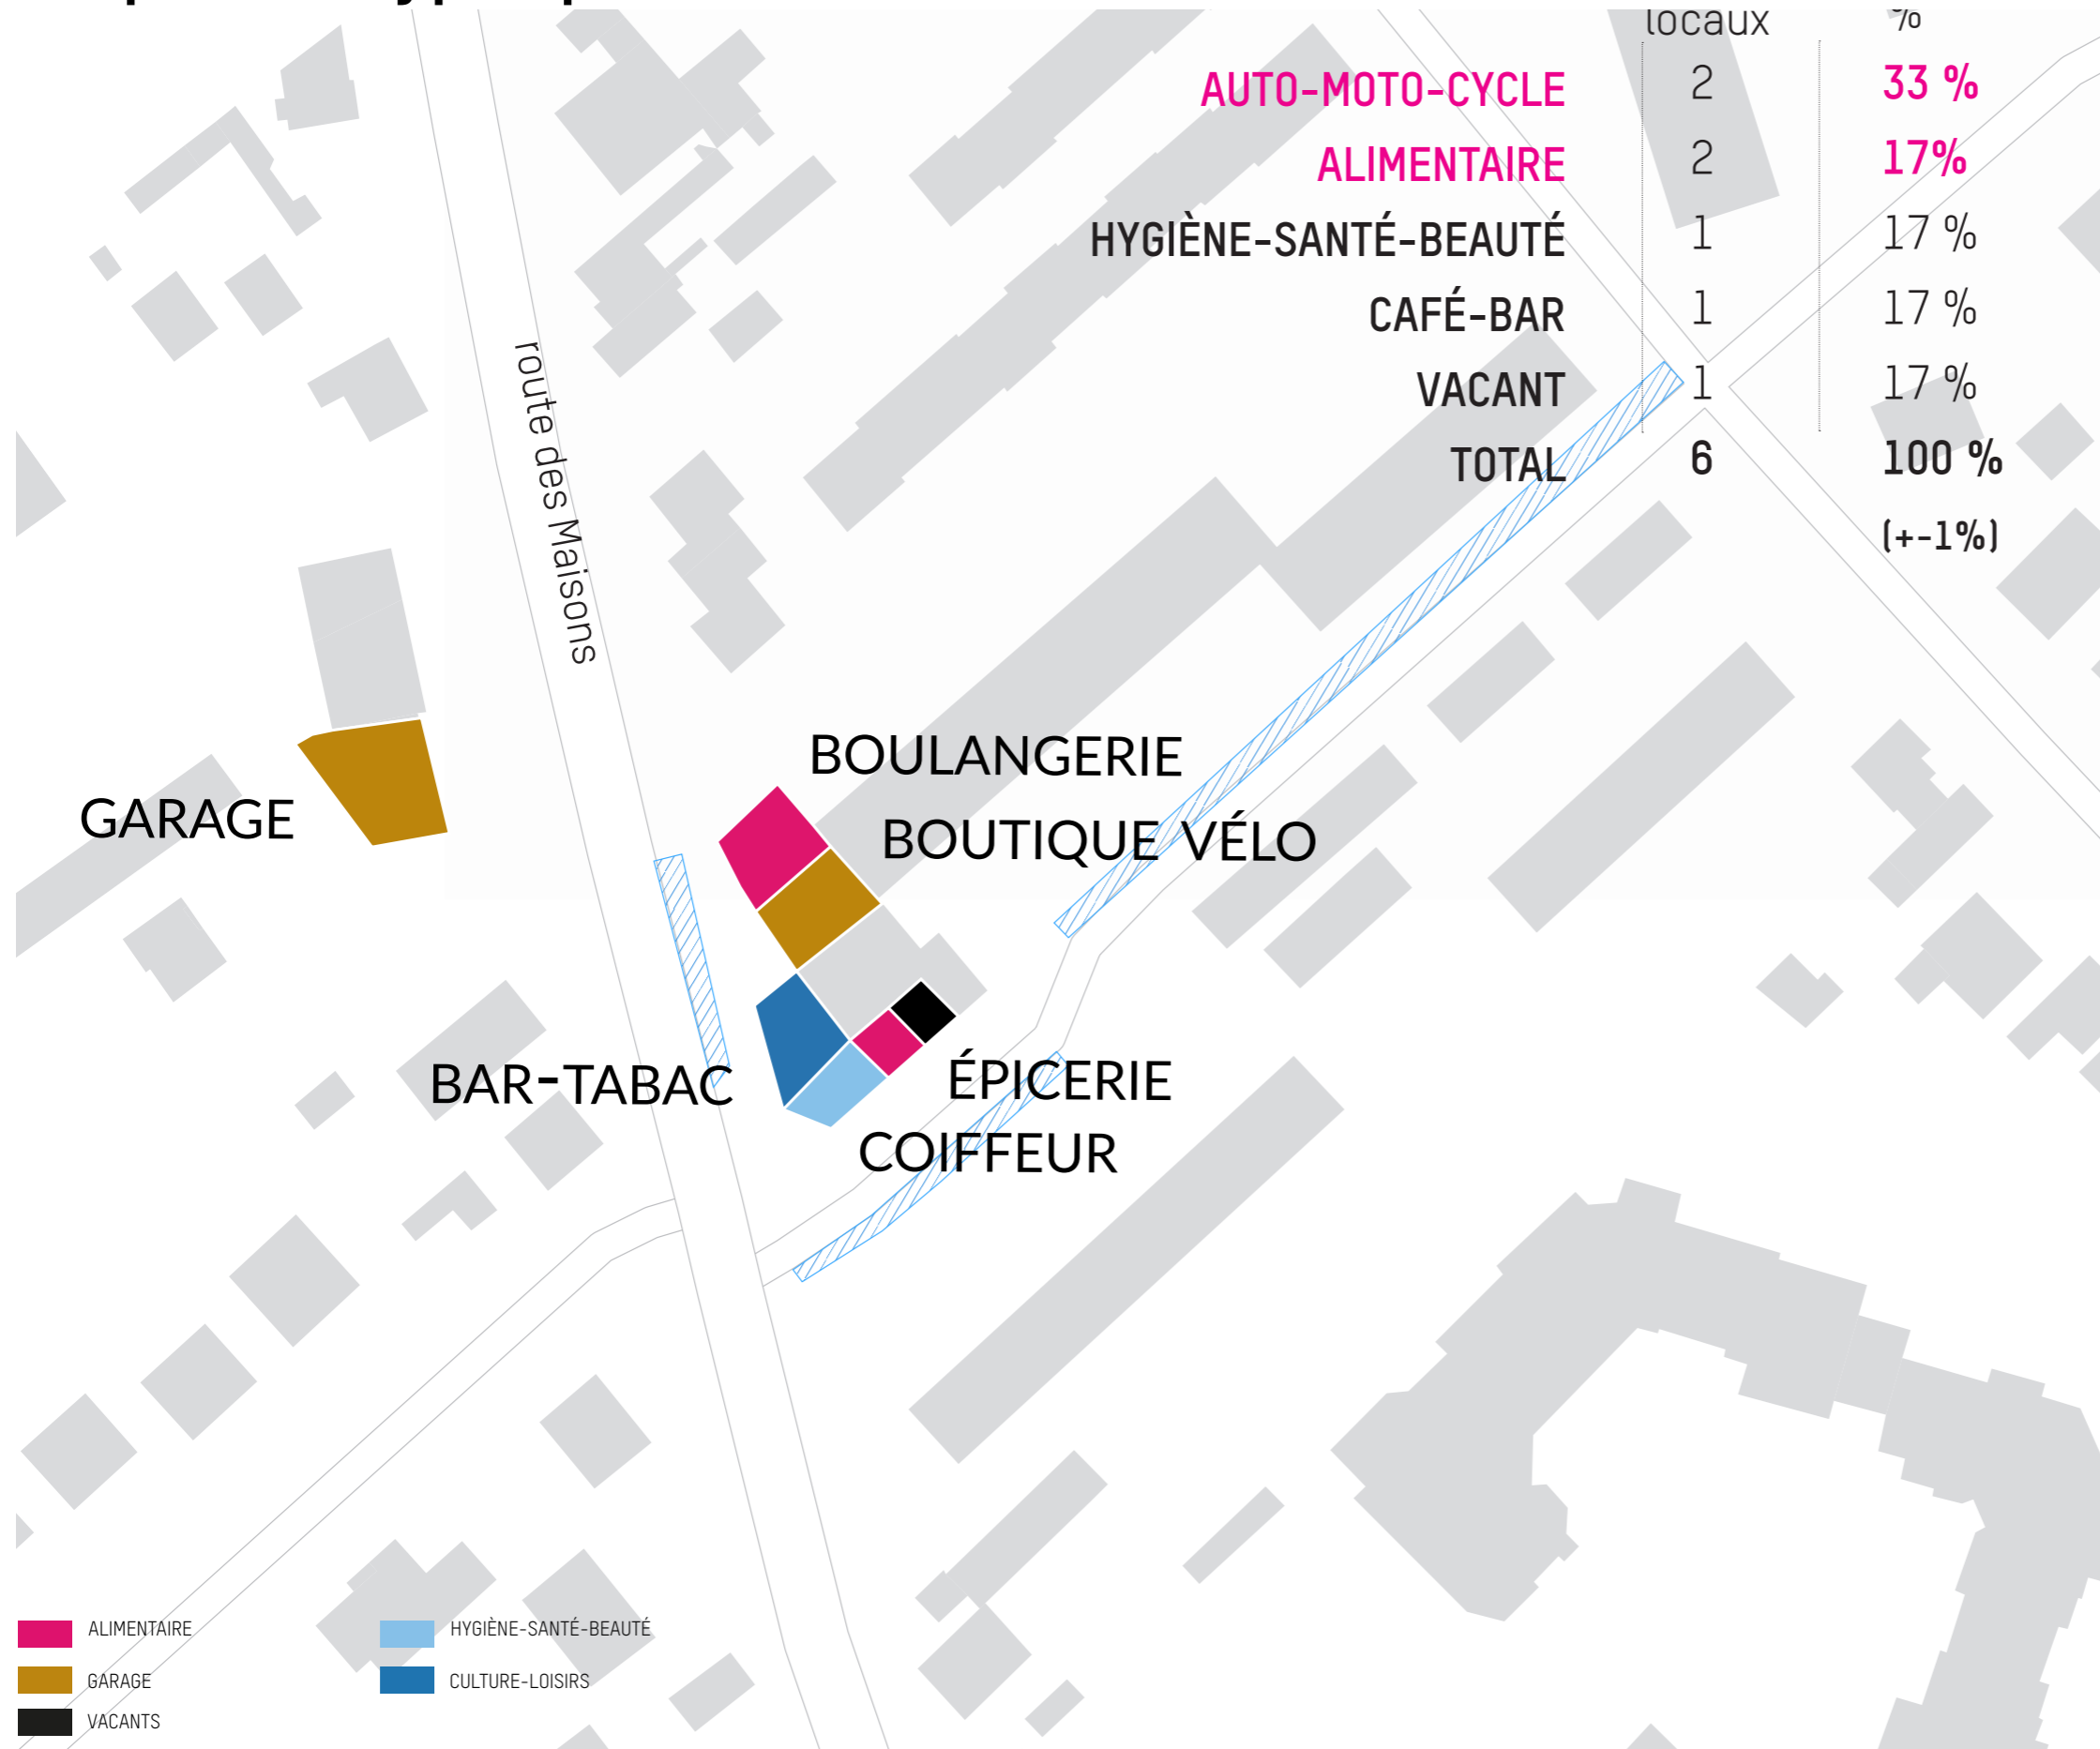 locaux %
AUTO-MOTO-CYCLE 2 33 %
ALIMENTAIRE 2 17%
HYGIÈNE-SANTÉ-BEAUTÉ 1 17 %
CAFÉ-BAR 1 17 %
VACANT 1 17 %
TOTAL 6 100 %
(+-1%)
route des Maisons
BOULANGERIE
GARAGE
BOUTIQUE VÉLO
BAR-TABAC
ÉPICERIE
COIFFEUR
ALIMENTAIRE
HYGIÈNE-SANTÉ-BEAUTÉ
GARAGE
CULTURE-LOISIRS
VACANTS